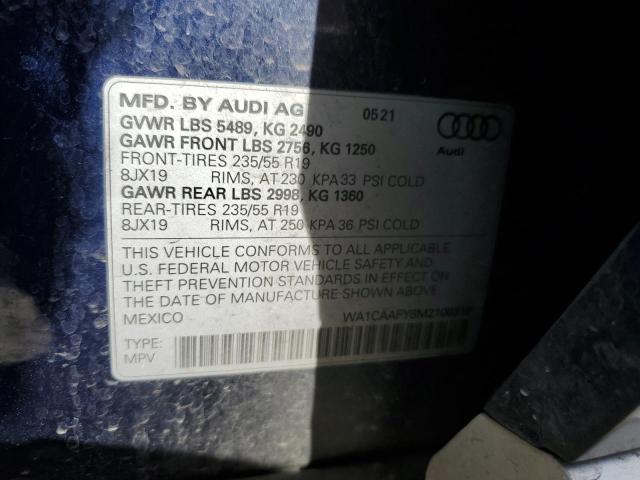 MFD. BY AUDI AG 05 21
GVWR LBS 5489, KG 2490
GAWR FRONT LBS 2756, KG 1250
FRONT-TIRES 235/55 R19
8JX19 RIMS, AT 230 KPA 33 PSI COLD
GAWR REAR LBS 2998, KG 1360
REAR-TIRES 235/55 R19
8JX19 RIMS, AT 250 KPA 36 PSI COLD
Audi
THIS VEHICLE CONFORMS TO ALL APPLICABLE
U.S. FEDERAL MOTOR VEHICLE SAFETY AND
THEFT PREVENTION STANDARDS IN EFFECT ON
THE DATE OF MANUFACTURE SHOWN ABOVE.
MEXICO
TYPE:
MPV